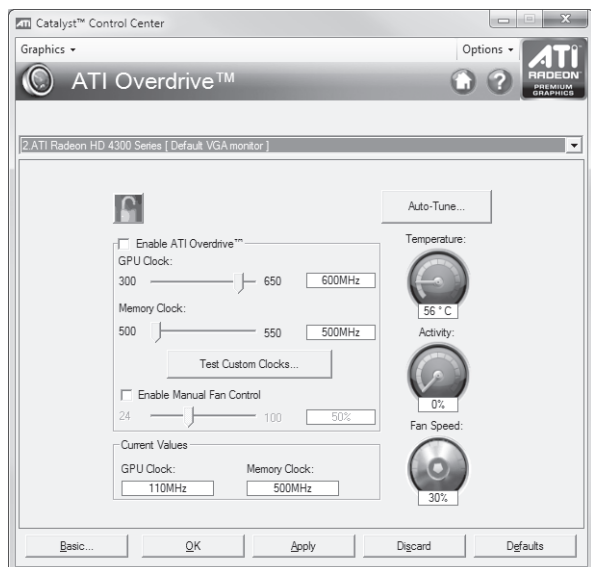 ATI Catalyst™ Control Center
Graphics Options
ATI Overdrive™
ATI
RADEON
PREMIUM
GRAPHICS
2.ATI Radeon HD 4300 Series [ Default VGA monitor ]
Auto-Tune...
Enable ATI Overdrive™
GPU Clock:
300 650 600MHz
Memory Clock:
500 550 500MHz
Test Custom Clocks...
Enable Manual Fan Control
24 100 50%
Current Values
GPU Clock: Memory Clock:
110MHz 500MHz
Temperature:
56 °C
Activity:
0%
Fan Speed:
30%
Basic... OK Apply Discard Defaults